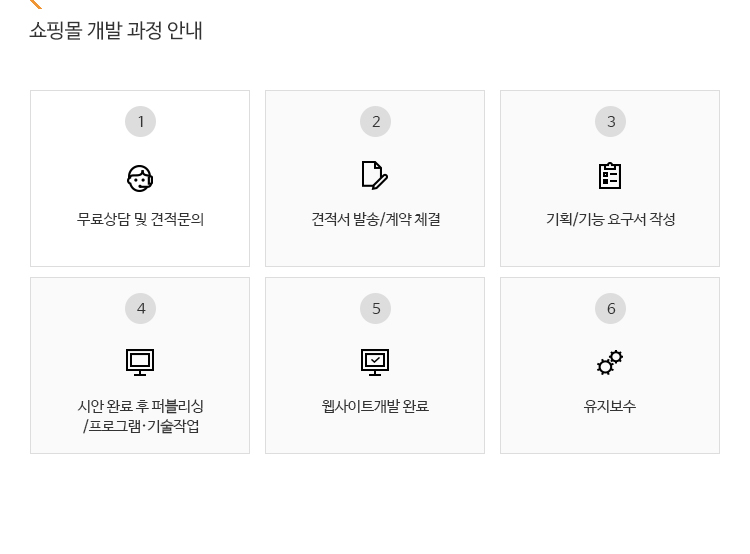 쇼핑몰 개발 과정 안내
1
무료상담 및 견적문의
2
견적서 발송/계약 체결
3
기획/기능 요구서 작성
4
시안 완료 후 퍼블리싱
/프로그램·기술작업
5
웹사이트개발 완료
6
유지보수